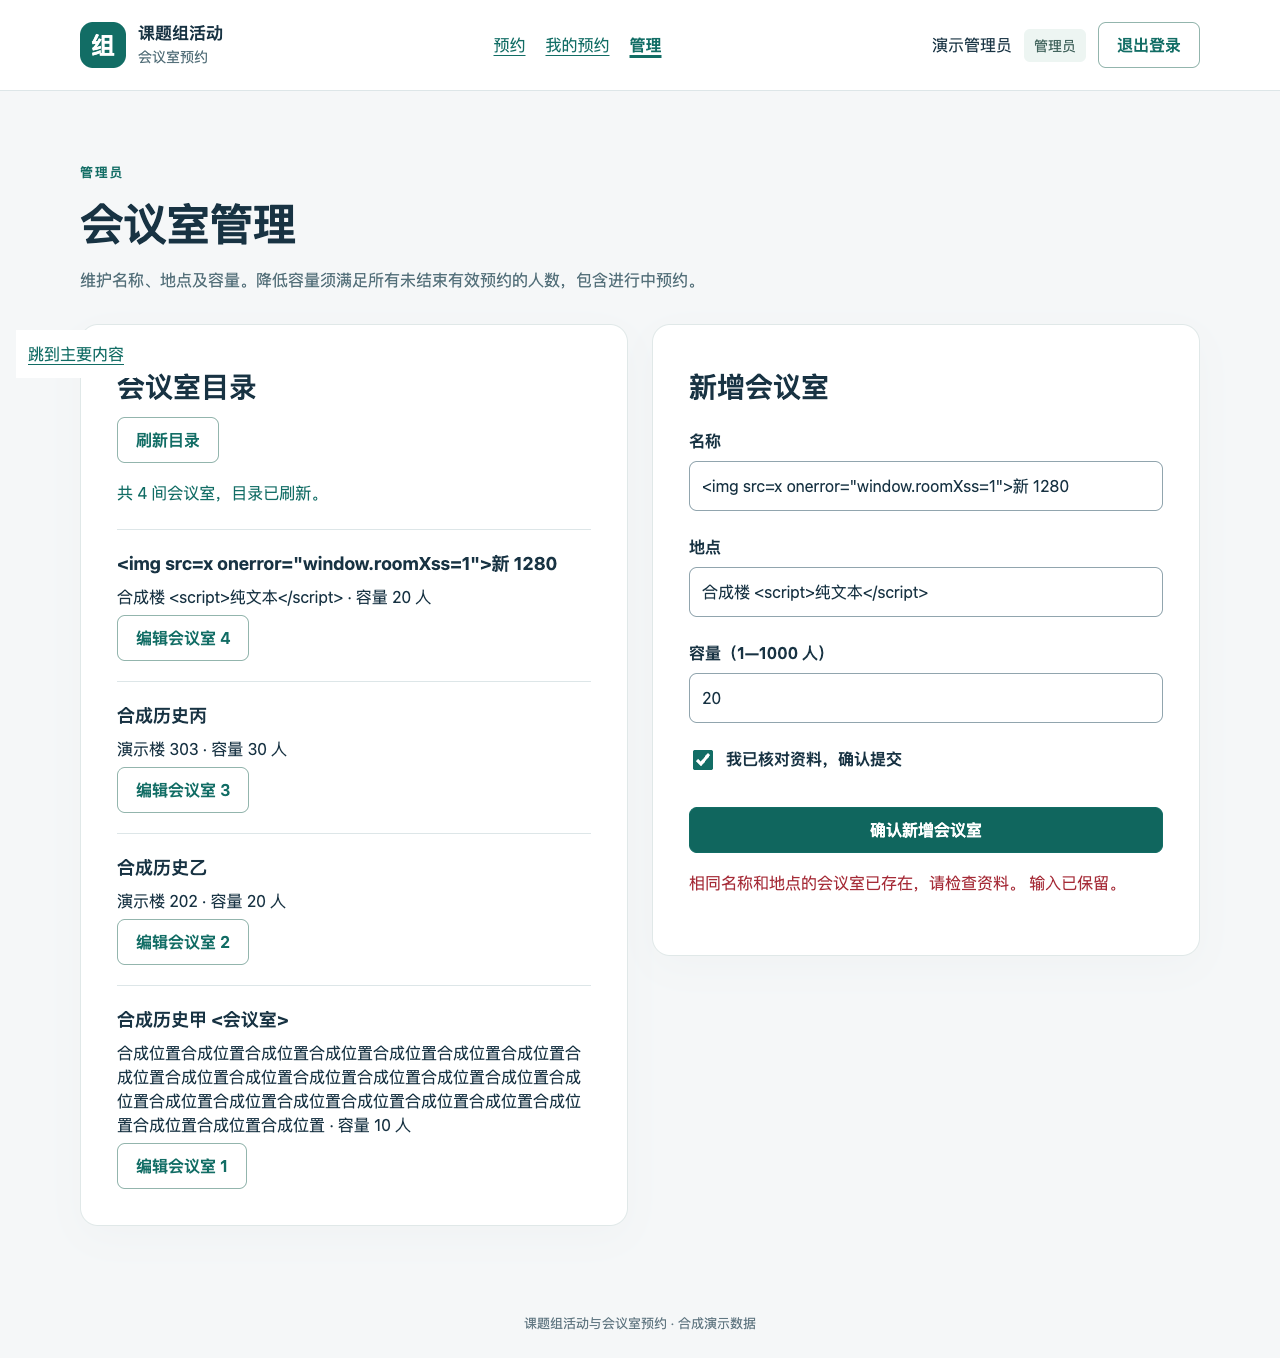 组
课题组活动
会议室预约
预约
我的预约
管理
演示管理员
管理员
退出登录
管理员
会议室管理
维护名称、地点及容量。降低容量须满足所有未结束有效预约的人数，包含进行中预约。
跳到主要内容
会议室目录
刷新目录
共 4 间会议室，目录已刷新。
<img src=x onerror="window.roomXss=1">新 1280
合成楼 <script>纯文本</script> · 容量 20 人
编辑会议室 4
合成历史丙
演示楼 303 · 容量 30 人
编辑会议室 3
合成历史乙
演示楼 202 · 容量 20 人
编辑会议室 2
合成历史甲 <会议室>
合成位置合成位置合成位置合成位置合成位置合成位置合成位置合
成位置合成位置合成位置合成位置合成位置合成位置合成位置合成
位置合成位置合成位置合成位置合成位置合成位置合成位置合成位
置合成位置合成位置合成位置 · 容量 10 人
编辑会议室 1
新增会议室
名称
<img src=x onerror="window.roomXss=1">新 1280
地点
合成楼 <script>纯文本</script>
容量（1—1000 人）
20
我已核对资料，确认提交
确认新增会议室
相同名称和地点的会议室已存在，请检查资料。 输入已保留。
课题组活动与会议室预约 · 合成演示数据